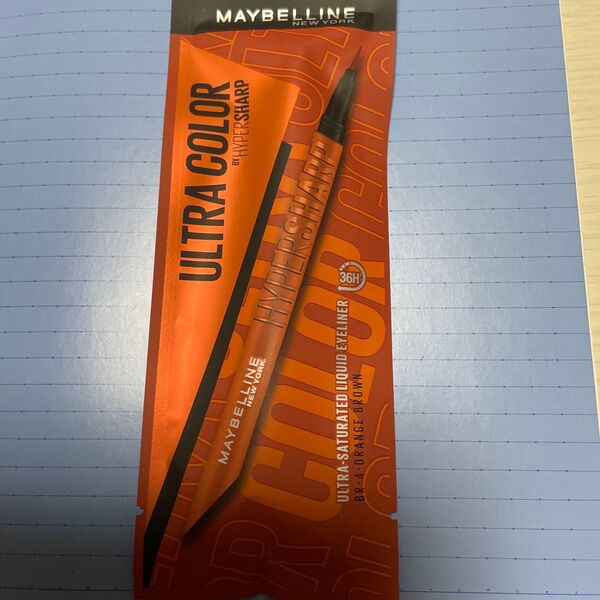 MAYBELLINE
NEW YORK
ULTRA COLOR
BY HYPERSHARP
HYPERSHARP
MAYBELLINE
NEW YORK
COLOR
36H
ULTRA-SATURATED LIQUID EYELINER
BR-4-ORANGE BROWN